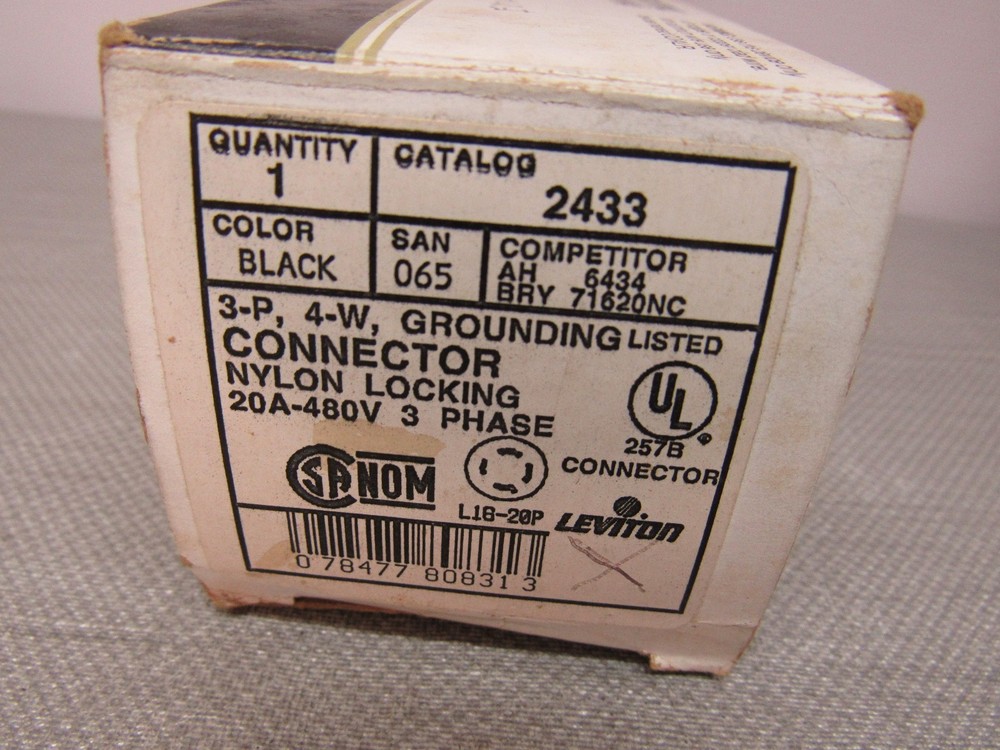 QUANTITY
1
CATALOG
2433
COLOR
BLACK
SAN
065
COMPETITOR
AH 6434
BRY 71620NC
3-P, 4-W, GROUNDING
CONNECTOR
NYLON LOCKING
20A-480V 3 PHASE
LISTED
UL
257B
CONNECTOR
SA NOM
L16-20P
LEVITON
0 78477 80831 3